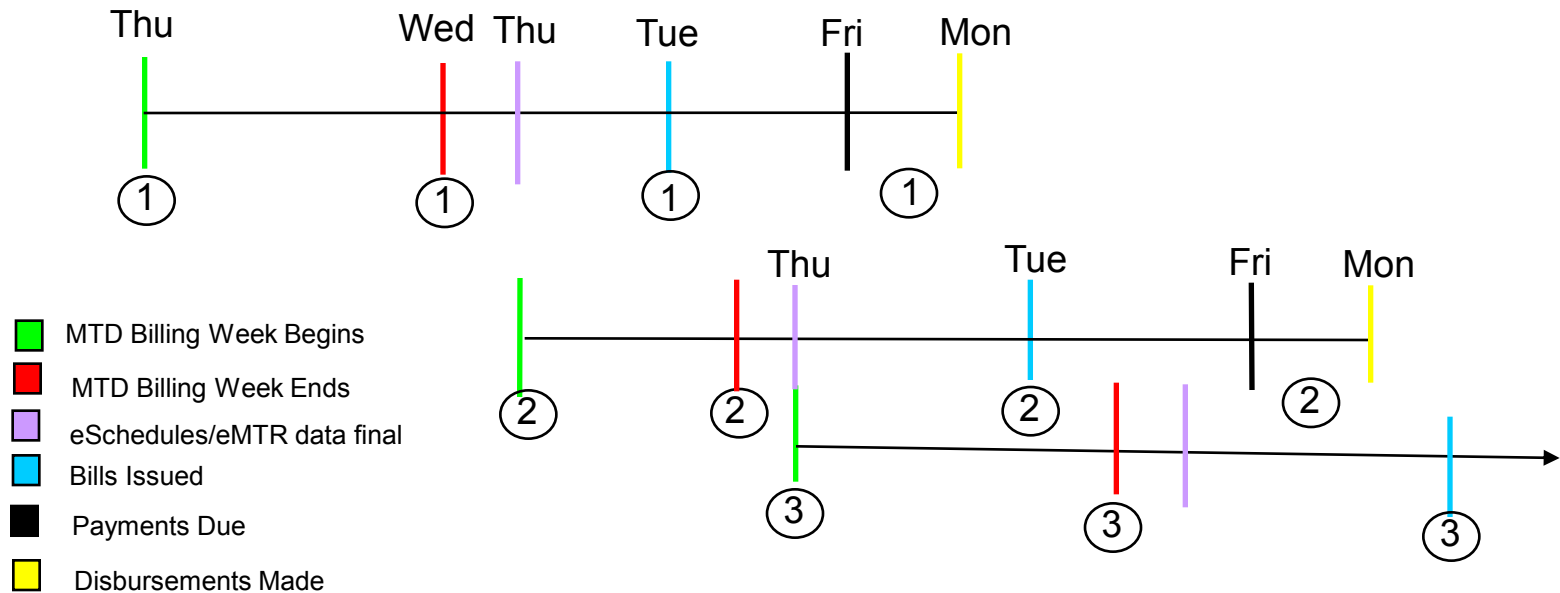 Thu Wed Thu Tue Fri Mon
1 1 1 1
Thu Tue Fri Mon
2 2 2 2
3 3 3
MTD Billing Week Begins
MTD Billing Week Ends
eSchedules/eMTR data final
Bills Issued
Payments Due
Disbursements Made